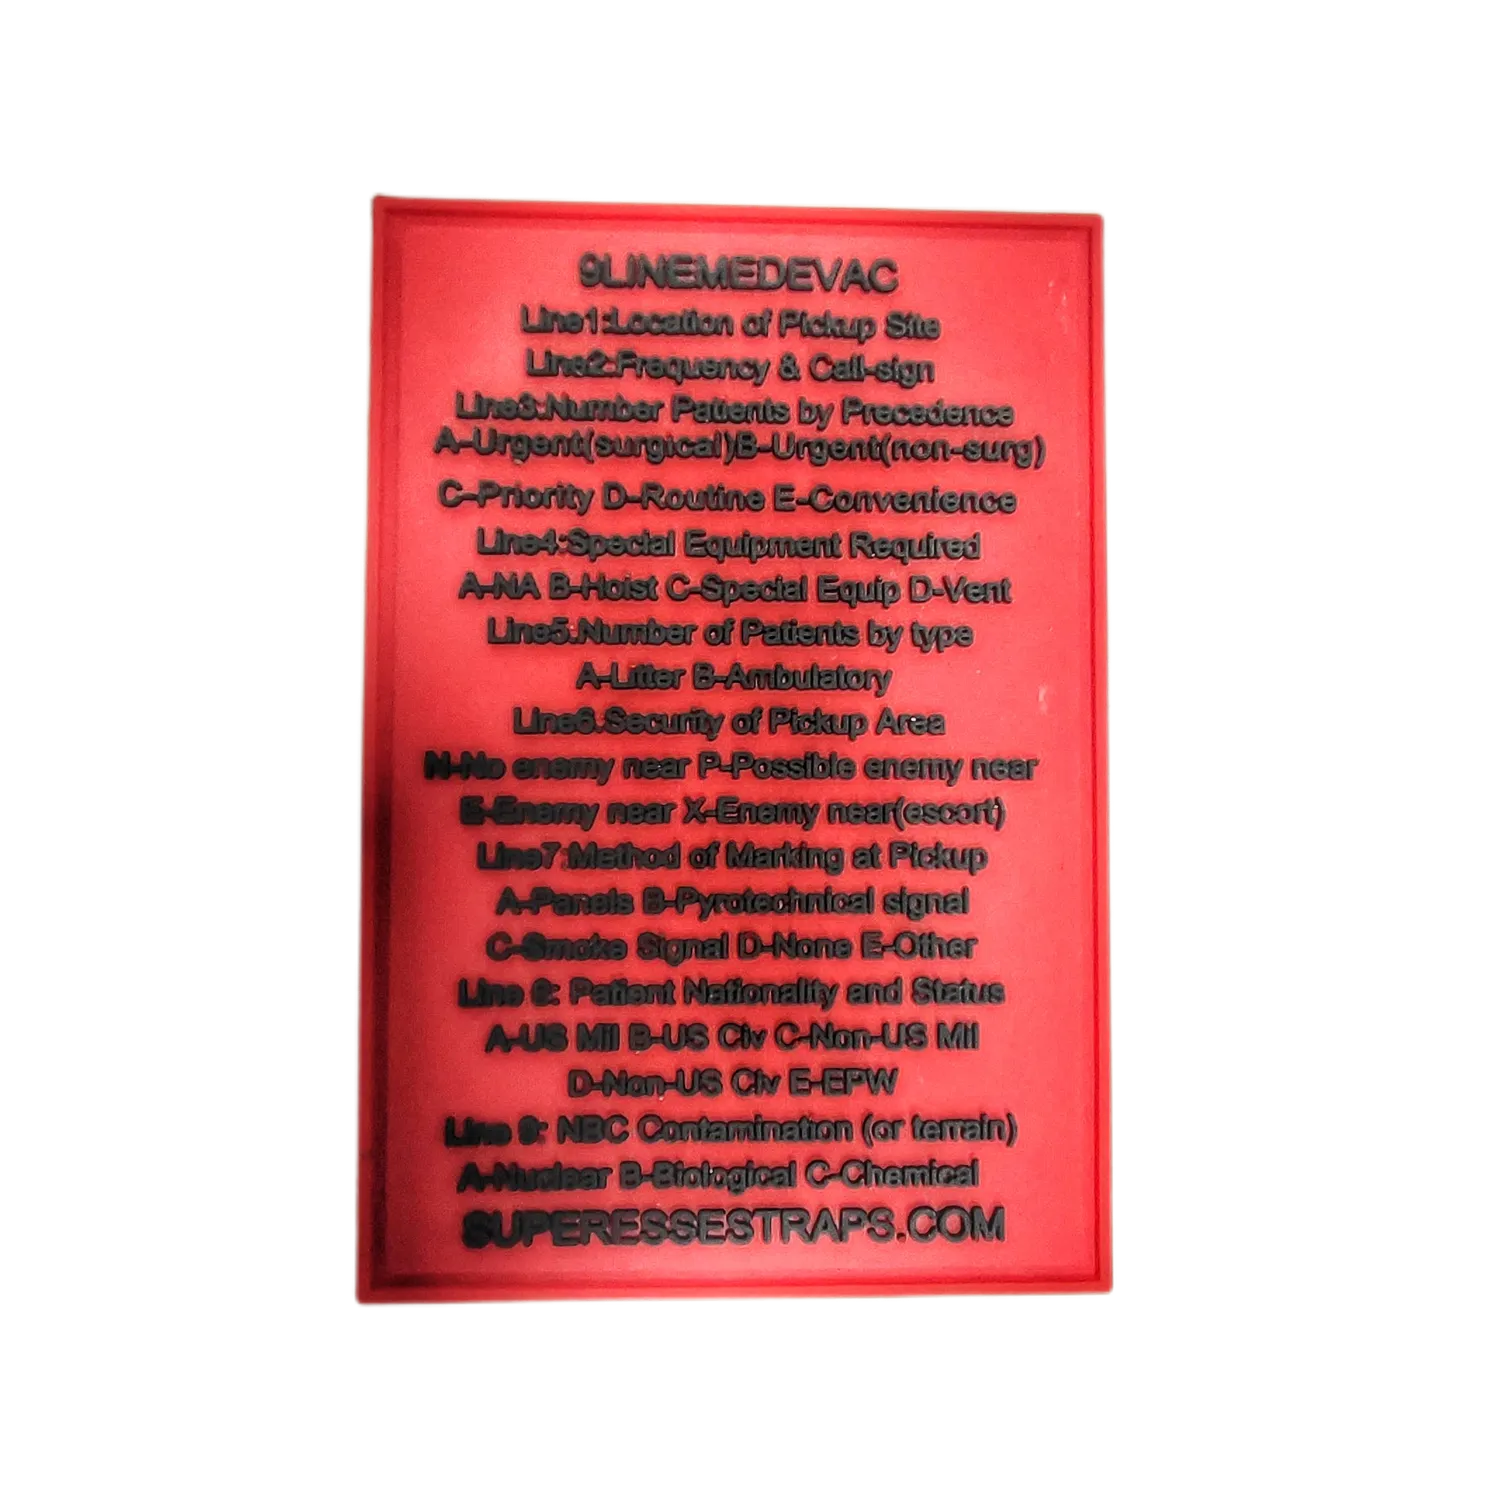 9LINEMEDEVAC
Line1:Location of Pickup Site
Line2:Frequency & Call-sign
Line3:Number Patients by Precedence
A-Urgent(surgical)B-Urgent(non-surg)
C-Priority D-Routine E-Convenience
Line4:Special Equipment Required
A-NA B-Hoist C-Special Equip D-Vent
Line5:Number of Patients by type
A-Litter B-Ambulatory
Line6:Security of Pickup Area
N-No enemy near P-Possible enemy near
E-Enemy near X-Enemy near(escort)
Line7:Method of Marking at Pickup
A-Panels B-Pyrotechnical signal
C-Smoke Signal D-None E-Other
Line 8: Patient Nationality and Status
A-US Mil B-US Civ C-Non-US Mil
D-Non-US Civ E-EPW
Line 9: NBC Contamination (or terrain)
A-Nuclear B-Biological C-Chemical
SUPERESSESTRAPS.COM